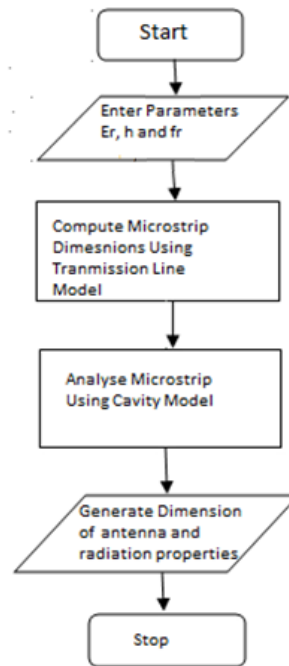 Start
Enter Parameters
Er, h and fr
Compute Microstrip
Dimesnions Using
Tranmission Line
Model
Analyse Microstrip
Using Cavity Model
Generate Dimension
of antenna and
radiation properties
Stop